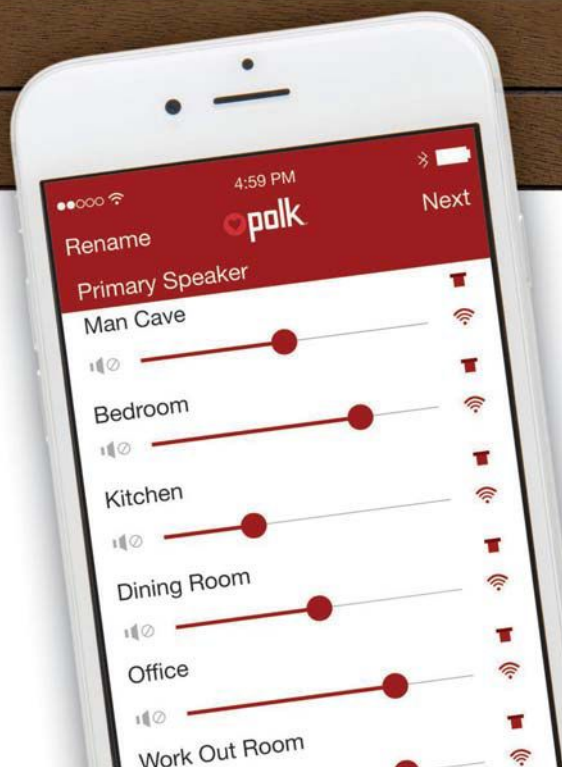 4:59 PM
Rename
polk
Next
Primary Speaker
Man Cave
Bedroom
Kitchen
Dining Room
Office
Work Out Room